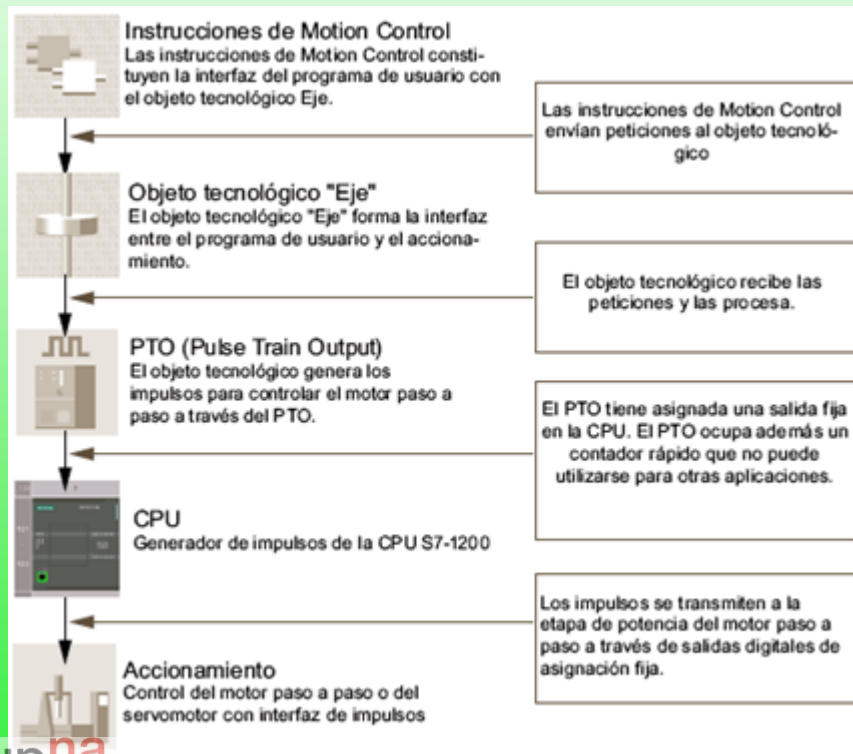 Instrucciones de Motion Control
Las instrucciones de Motion Control consti-
tuyen la interfaz del programa de usuario con
el objeto tecnológico Eje.
Las instrucciones de Motion Control
envían peticiones al objeto tecnoló-
gico
Objeto tecnológico "Eje"
El objeto tecnológico "Eje" forma la interfaz
entre el programa de usuario y el acciona-
miento.
El objeto tecnológico recibe las
peticiones y las procesa.
PTO (Pulse Train Output)
El objeto tecnológico genera los
impulsos para controlar el motor paso a
paso a través del PTO.
El PTO tiene asignada una salida fija
en la CPU. El PTO ocupa además un
contador rápido que no puede
utilizarse para otras aplicaciones.
CPU
Generador de impulsos de la CPU S7-1200
Los impulsos se transmiten a la
etapa de potencia del motor paso a
paso a través de salidas digitales de
asignación fija.
Accionamiento
Control del motor paso a paso o del
servomotor con interfaz de impulsos